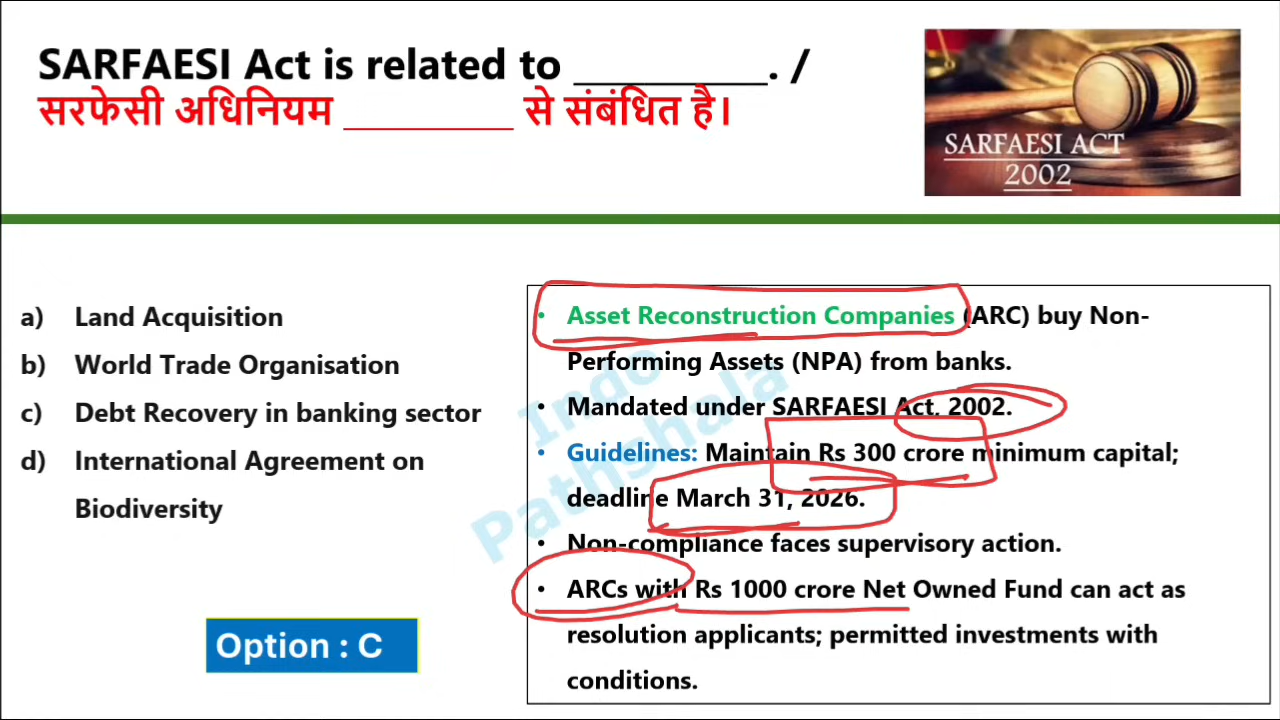 SARFAESI Act is related to __________. /
सरफेसी अधिनियम _________ से संबंधित है।
SARFAESI ACT
2002
a) Land Acquisition
b) World Trade Organisation
c) Debt Recovery in banking sector
d) International Agreement on
Biodiversity
Option : C
• Asset Reconstruction Companies (ARC) buy Non-
Performing Assets (NPA) from banks.
• Mandated under SARFAESI Act, 2002.
• Guidelines: Maintain Rs 300 crore minimum capital;
deadline March 31, 2026.
• Non-compliance faces supervisory action.
• ARCs with Rs 1000 crore Net Owned Fund can act as
resolution applicants; permitted investments with
conditions.
Indo
Pathshala